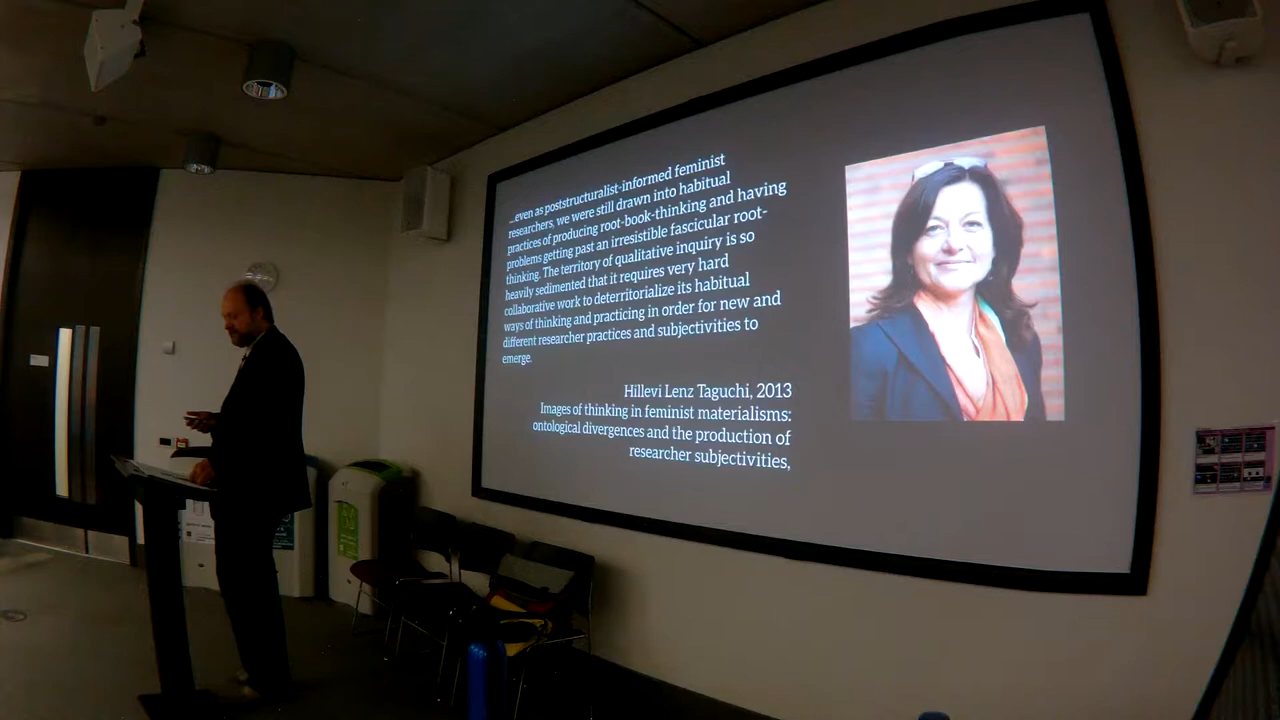 ...even as poststructuralist-informed feminist
researchers, we were still drawn into habitual
practices of producing root-book-thinking and having
problems getting past an irresistible fascicular root-
thinking. The territory of qualitative inquiry is so
heavily sedimented that it requires very hard
collaborative work to deterritorialize its habitual
ways of thinking and practicing in order for new and
different researcher practices and subjectivities to
emerge.
Hillevi Lenz Taguchi, 2013
Images of thinking in feminist materialisms:
ontological divergences and the production of
researcher subjectivities,